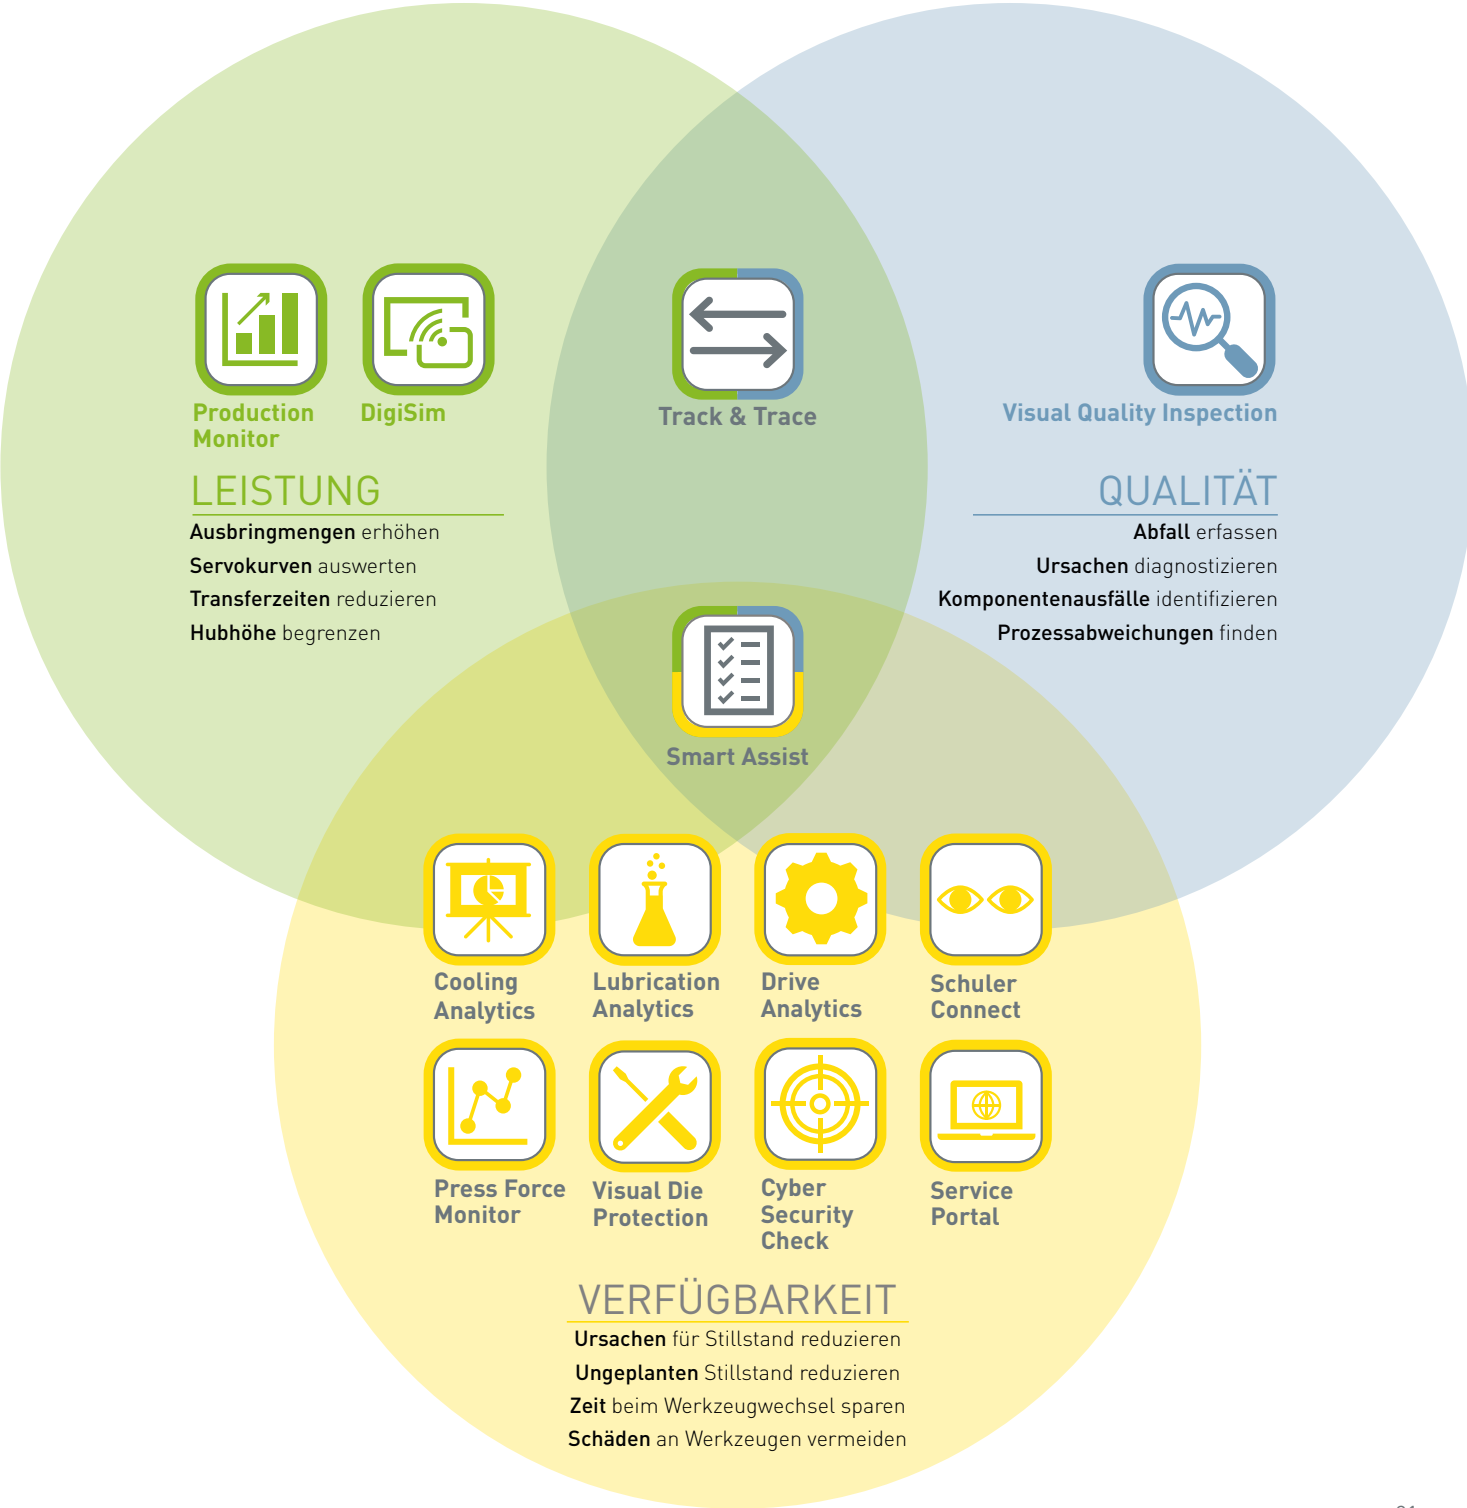 Production
Monitor
DigiSim
LEISTUNG
Ausbringmengen erhöhen
Servokurven auswerten
Transferzeiten reduzieren
Hubhöhe begrenzen
Track & Trace
Visual Quality Inspection
QUALITÄT
Abfall erfassen
Ursachen diagnostizieren
Komponentenausfälle identifizieren
Prozessabweichungen finden
Smart Assist
Cooling
Analytics
Lubrication
Analytics
Drive
Analytics
Schuler
Connect
Press Force
Monitor
Visual Die
Protection
Cyber
Security
Check
Service
Portal
VERFÜGBARKEIT
Ursachen für Stillstand reduzieren
Ungeplanten Stillstand reduzieren
Zeit beim Werkzeugwechsel sparen
Schäden an Werkzeugen vermeiden